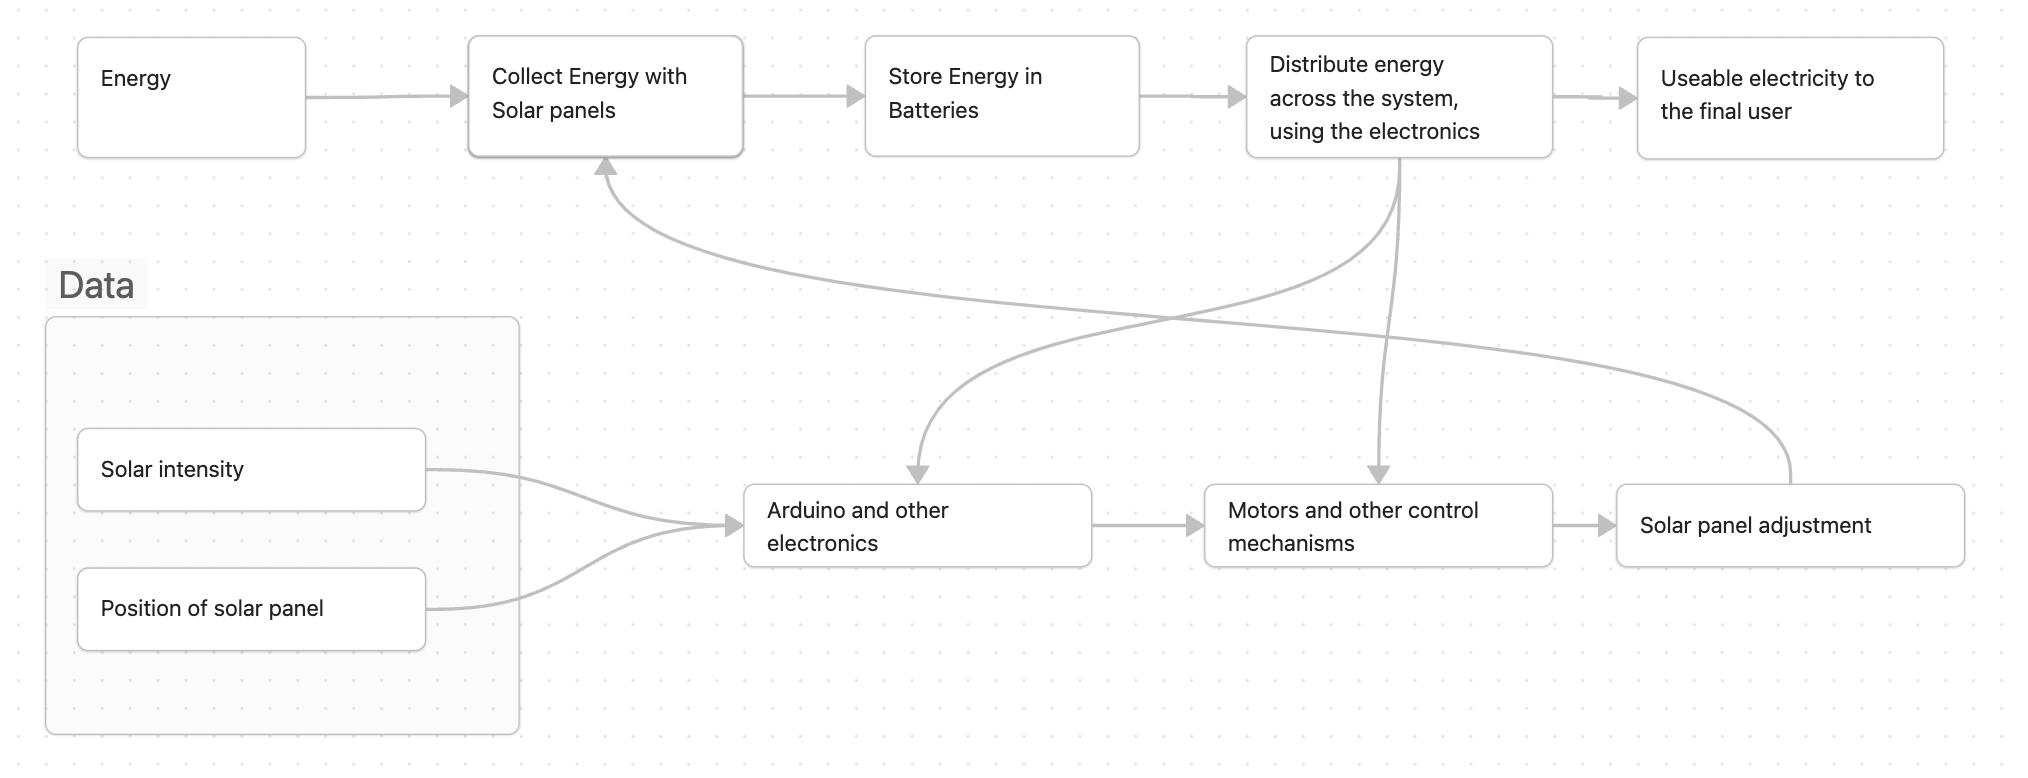 Energy
Collect Energy with
Solar panels
Store Energy in
Batteries
Distribute energy
across the system,
using the electronics
Useable electricity to
the final user
Data
Solar intensity
Position of solar panel
Arduino and other
electronics
Motors and other control
mechanisms
Solar panel adjustment